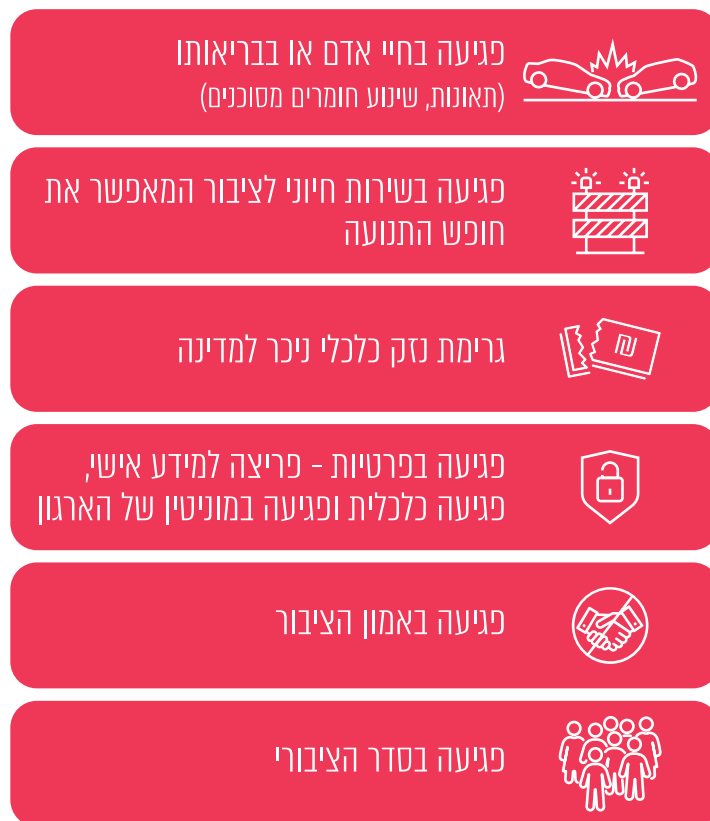 פגיעה בחיי אדם או בבריאותו
(תאונות, שינוע חומרים מסוכנים)
פגיעה בשירות חיוני לציבור המאפשר את
חופש התנועה
גרימת נזק כלכלי ניכר למדינה
₪
פגיעה בפרטיות - פריצה למידע אישי,
פגיעה כלכלית ופגיעה במוניטין של הארגון
פגיעה באמון הציבור
פגיעה בסדר הציבורי